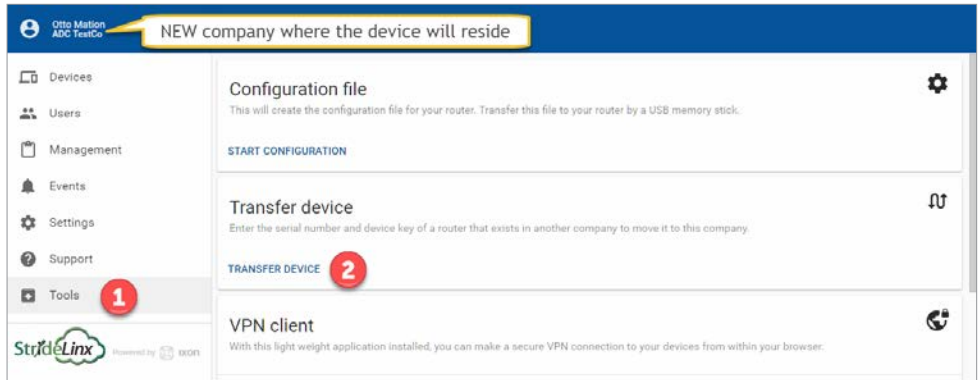 Otto Mation
ADC TestCo
NEW company where the device will reside
Devices
Users
Management
Events
Settings
Support
Tools
1
StrideLinx
Powered by IXON
Configuration file
This will create the configuration file for your router. Transfer this file to your router by a USB memory stick.
START CONFIGURATION
Transfer device
Enter the serial number and device key of a router that exists in another company to move it to this company.
TRANSFER DEVICE
2
VPN client
With this light weight application installed, you can make a secure VPN connection to your devices from within your browser.